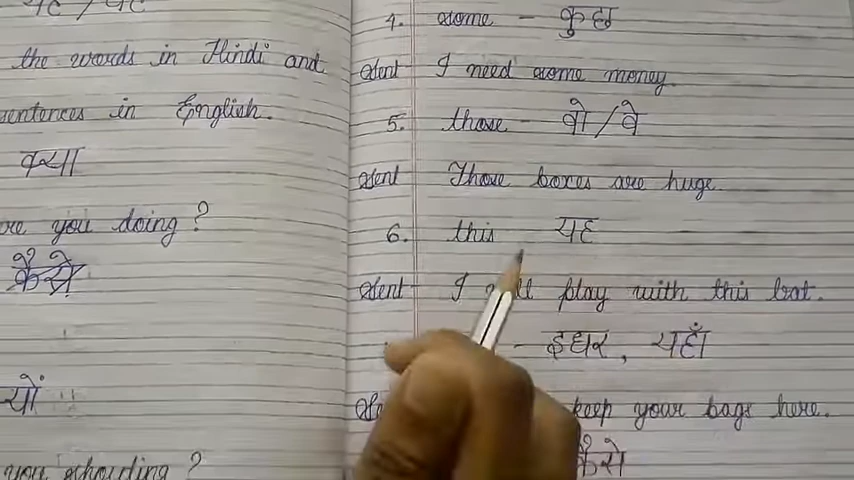 the words in Hindi and
sentences in English.
क्या
are you doing?
कैसे
यों
you shouting?
4. some - कुछ
Sent I need some money.
5. those - वो / वे
Sent Those boxes are huge.
6. this यह
Sent I will play with this bat.
- इधर, यहाँ
keep your bags here.
कैसे